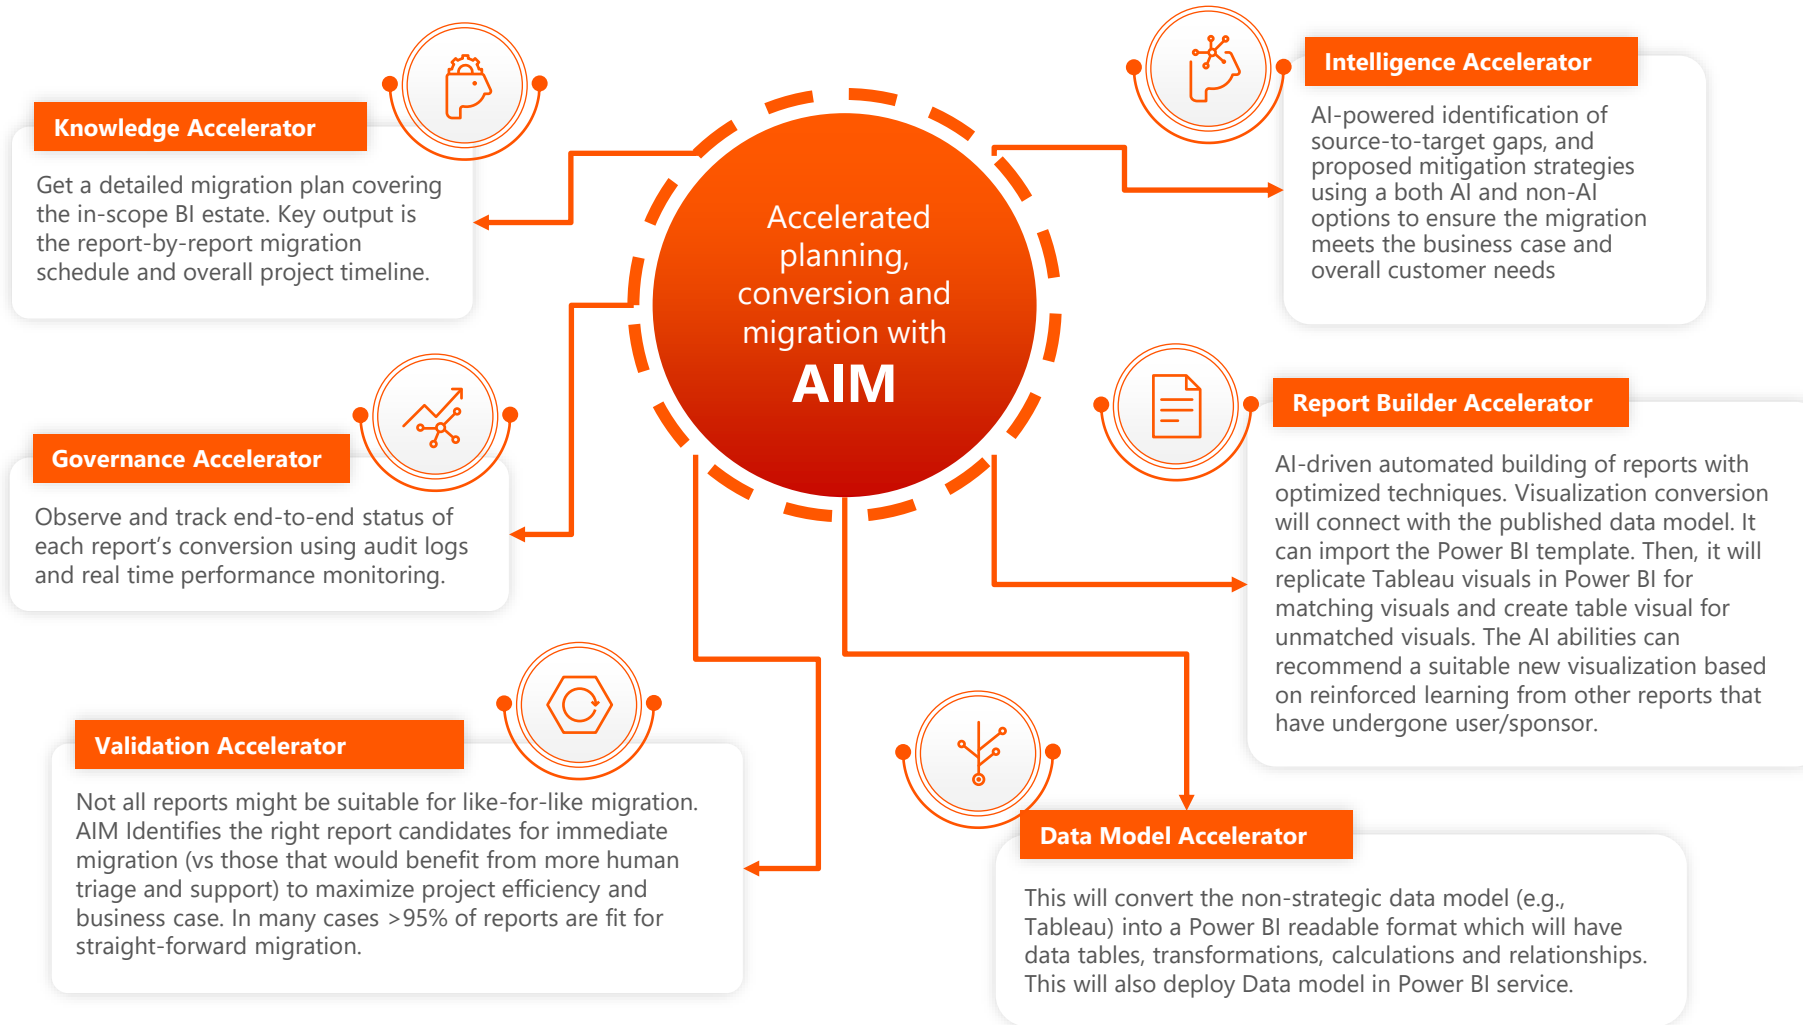 Knowledge Accelerator
Get a detailed migration plan covering
the in-scope BI estate. Key output is
the report-by-report migration
schedule and overall project timeline.
Governance Accelerator
Observe and track end-to-end status of
each report’s conversion using audit logs
and real time performance monitoring.
Validation Accelerator
Not all reports might be suitable for like-for-like migration.
AIM Identifies the right report candidates for immediate
migration (vs those that would benefit from more human
triage and support) to maximize project efficiency and
business case. In many cases >95% of reports are fit for
straight-forward migration.
Accelerated
planning,
conversion and
migration with
AIM
Intelligence Accelerator
AI-powered identification of
source-to-target gaps, and
proposed mitigation strategies
using a both AI and non-AI
options to ensure the migration
meets the business case and
overall customer needs
Report Builder Accelerator
AI-driven automated building of reports with
optimized techniques. Visualization conversion
will connect with the published data model. It
can import the Power BI template. Then, it will
replicate Tableau visuals in Power BI for
matching visuals and create table visual for
unmatched visuals. The AI abilities can
recommend a suitable new visualization based
on reinforced learning from other reports that
have undergone user/sponsor.
Data Model Accelerator
This will convert the non-strategic data model (e.g.,
Tableau) into a Power BI readable format which will have
data tables, transformations, calculations and relationships.
This will also deploy Data model in Power BI service.